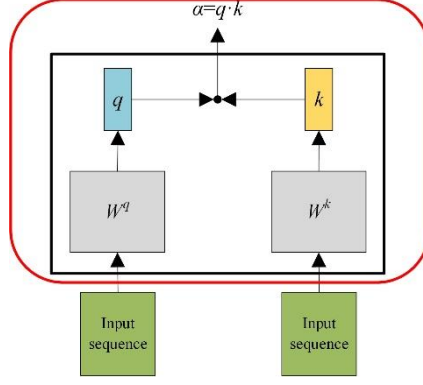 α=q·k
q
k
W^q
W^k
Input
sequence
Input
sequence